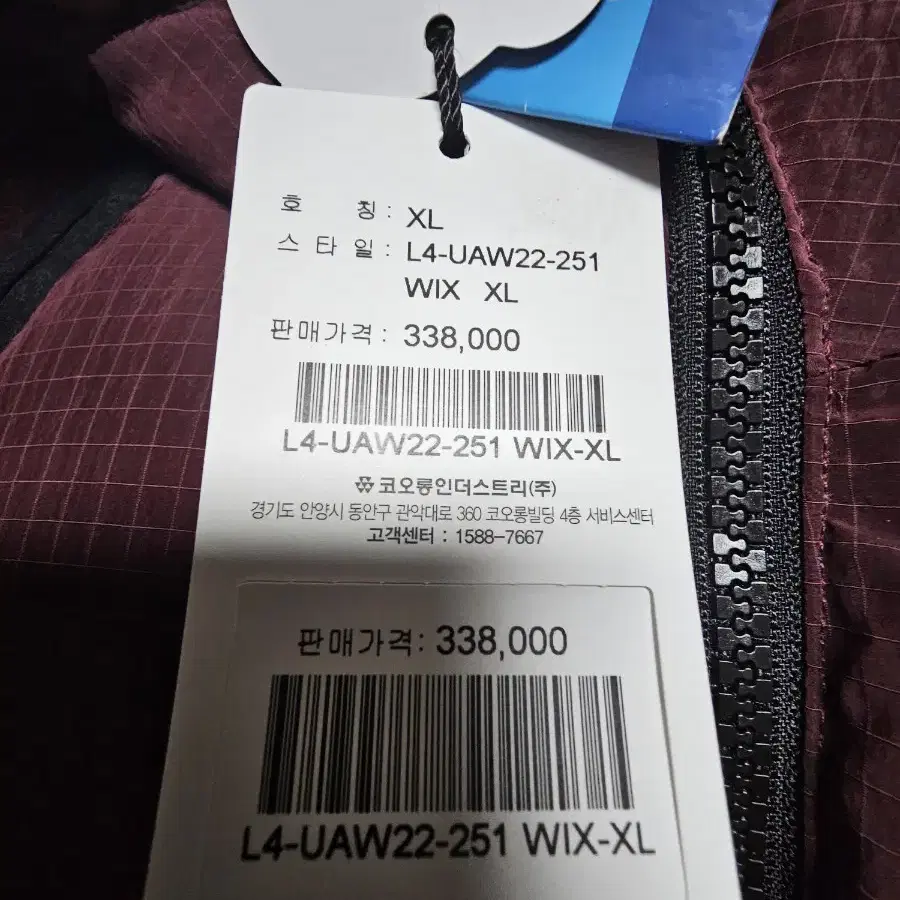 호 칭 : XL
스 타 일 : L4-UAW22-251
WIX XL
판매가격 : 338,000
L4-UAW22-251 WIX-XL
코오롱인더스트리(주)
경기도 안양시 동안구 관악대로 360 코오롱빌딩 4층 서비스센터
고객센터 : 1588-7667
판매가격: 338,000
L4-UAW22-251 WIX-XL